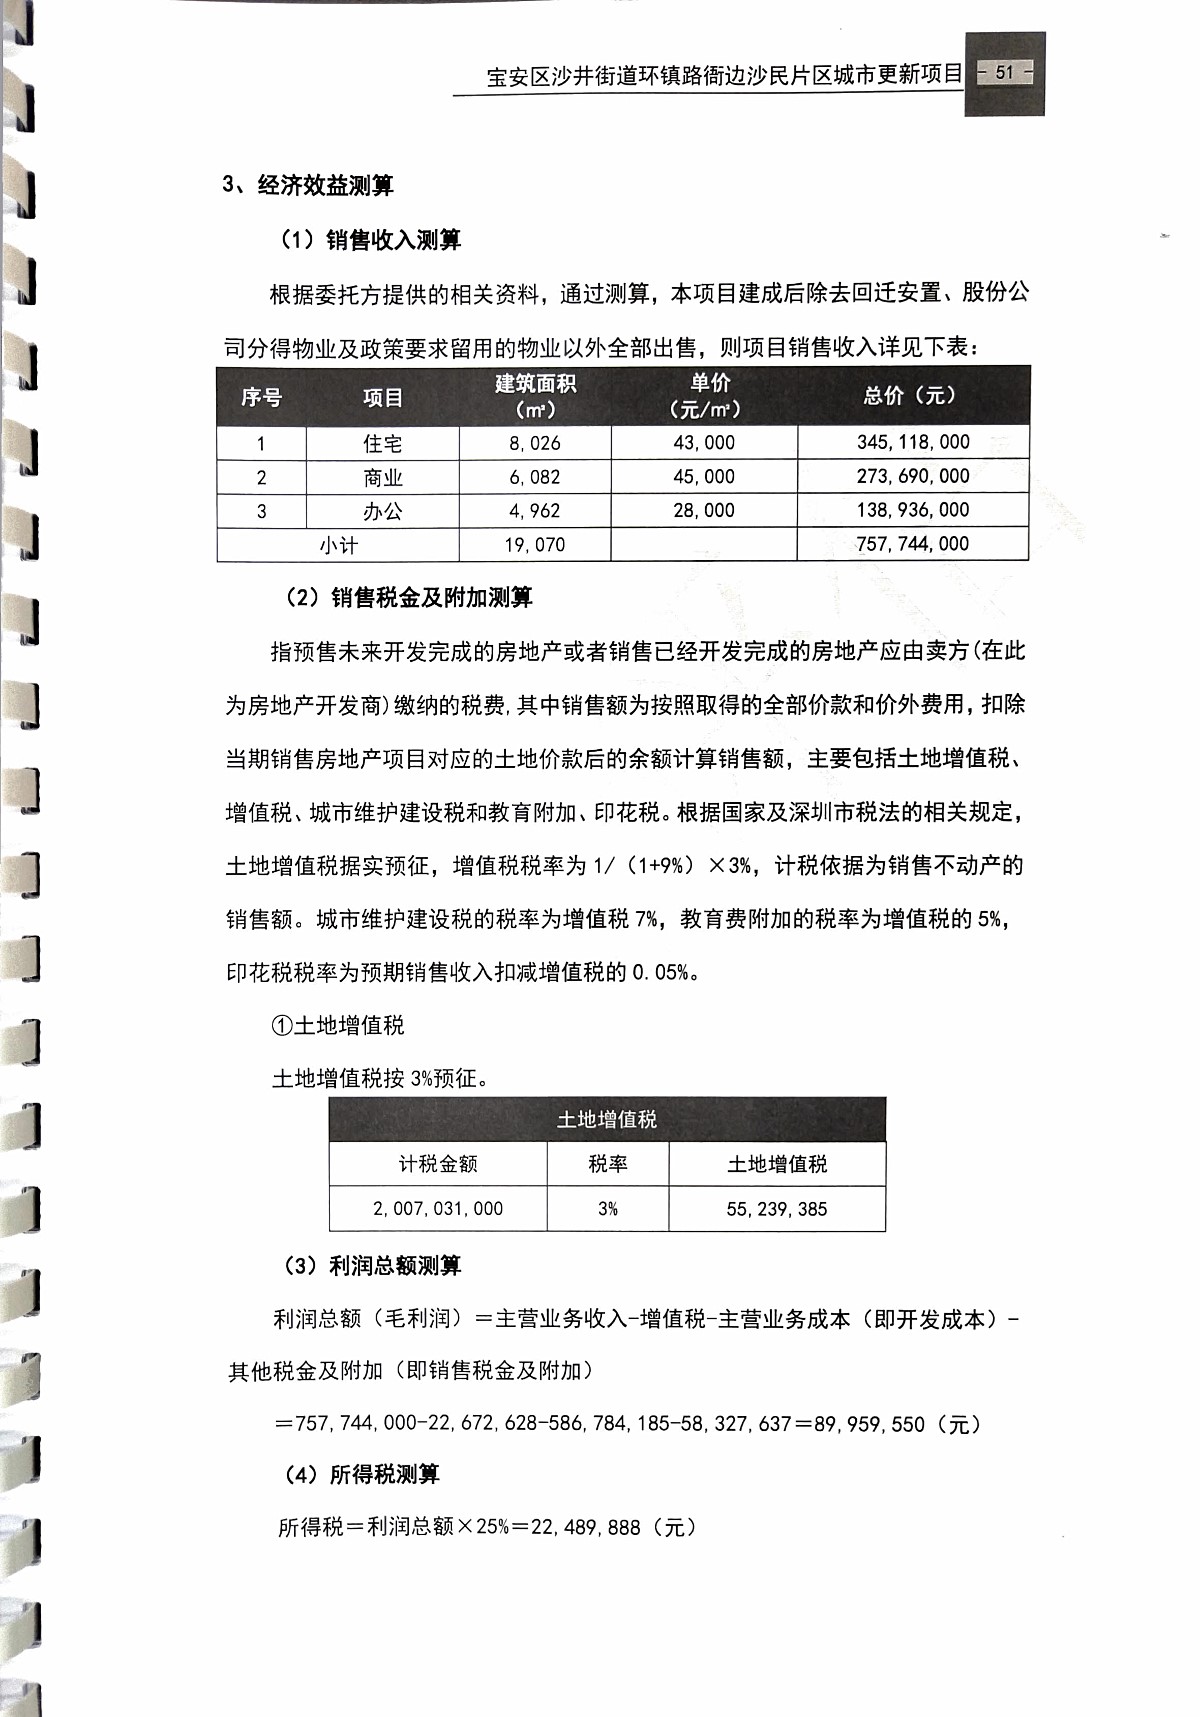 宝安区沙井街道环镇路衙边沙民片区城市更新项目 - 51 -
3、经济效益测算
（1）销售收入测算
根据委托方提供的相关资料，通过测算，本项目建成后除去回迁安置、股份公
司分得物业及政策要求留用的物业以外全部出售，则项目销售收入详见下表：
序号 项目 建筑面积（㎡） 单价（元/㎡） 总价（元）
1 住宅 8,026 43,000 345,118,000
2 商业 6,082 45,000 273,690,000
3 办公 4,962 28,000 138,936,000
小计 19,070 757,744,000
（2）销售税金及附加测算
指预售未来开发完成的房地产或者销售已经开发完成的房地产应由卖方(在此
为房地产开发商)缴纳的税费,其中销售额为按照取得的全部价款和价外费用，扣除
当期销售房地产项目对应的土地价款后的余额计算销售额，主要包括土地增值税、
增值税、城市维护建设税和教育附加、印花税。根据国家及深圳市税法的相关规定，
土地增值税据实预征，增值税税率为 1/（1+9%）×3%，计税依据为销售不动产的
销售额。城市维护建设税的税率为增值税 7%，教育费附加的税率为增值税的 5%，
印花税税率为预期销售收入扣减增值税的 0.05%。
①土地增值税
土地增值税按 3%预征。
土地增值税
计税金额 税率 土地增值税
2,007,031,000 3% 55,239,385
（3）利润总额测算
利润总额（毛利润）＝主营业务收入-增值税-主营业务成本（即开发成本）-
其他税金及附加（即销售税金及附加）
＝757,744,000-22,672,628-586,784,185-58,327,637＝89,959,550（元）
（4）所得税测算
所得税＝利润总额×25%＝22,489,888（元）